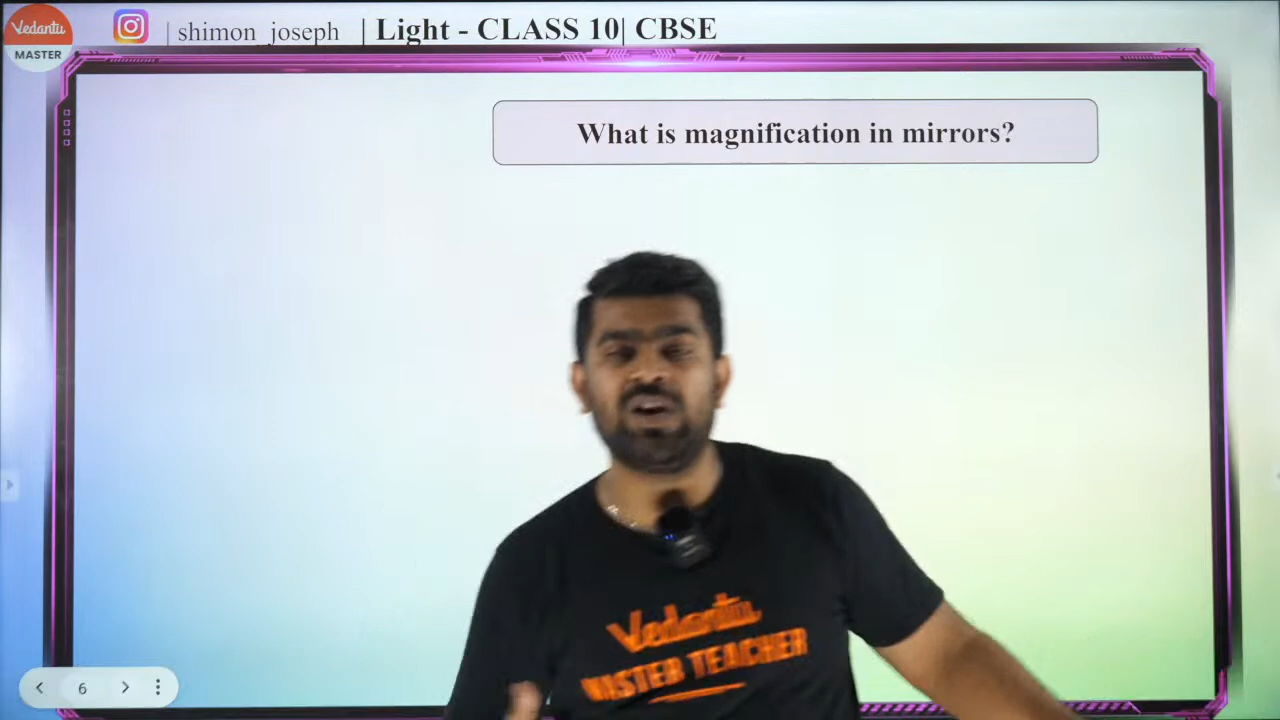 Vedantu
MASTER
| shimon_joseph | Light - CLASS 10| CBSE
What is magnification in mirrors?
Vedantu
MASTER TEACHER
6